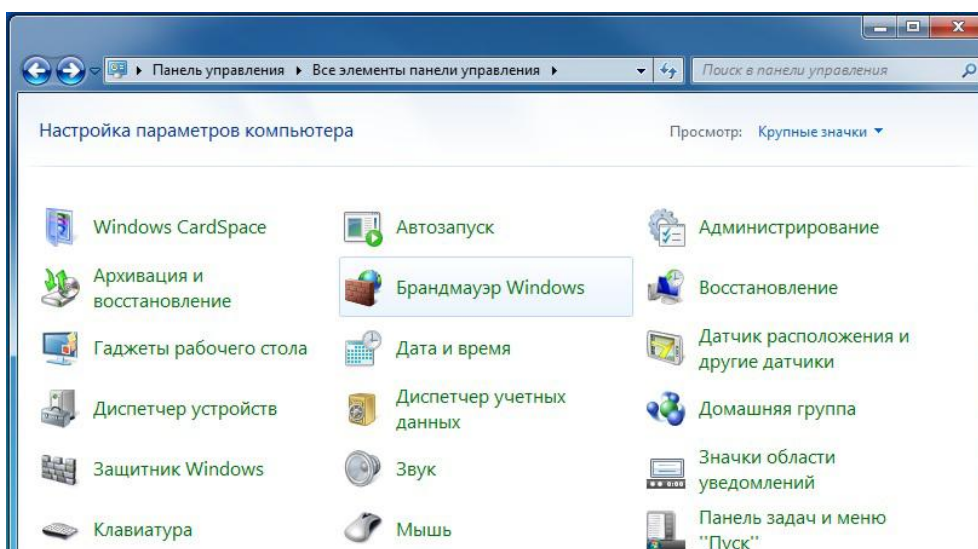 Панель управления ▸ Все элементы панели управления ▸
Поиск в панели управления
Настройка параметров компьютера
Просмотр: Крупные значки
Windows CardSpace
Автозапуск
Администрирование
Архивация и
восстановление
Брандмауэр Windows
Восстановление
Гаджеты рабочего стола
Дата и время
Датчик расположения и
другие датчики
Диспетчер устройств
Диспетчер учетных
данных
Домашняя группа
Защитник Windows
Звук
Значки области
уведомлений
Клавиатура
Мышь
Панель задач и меню
"Пуск"